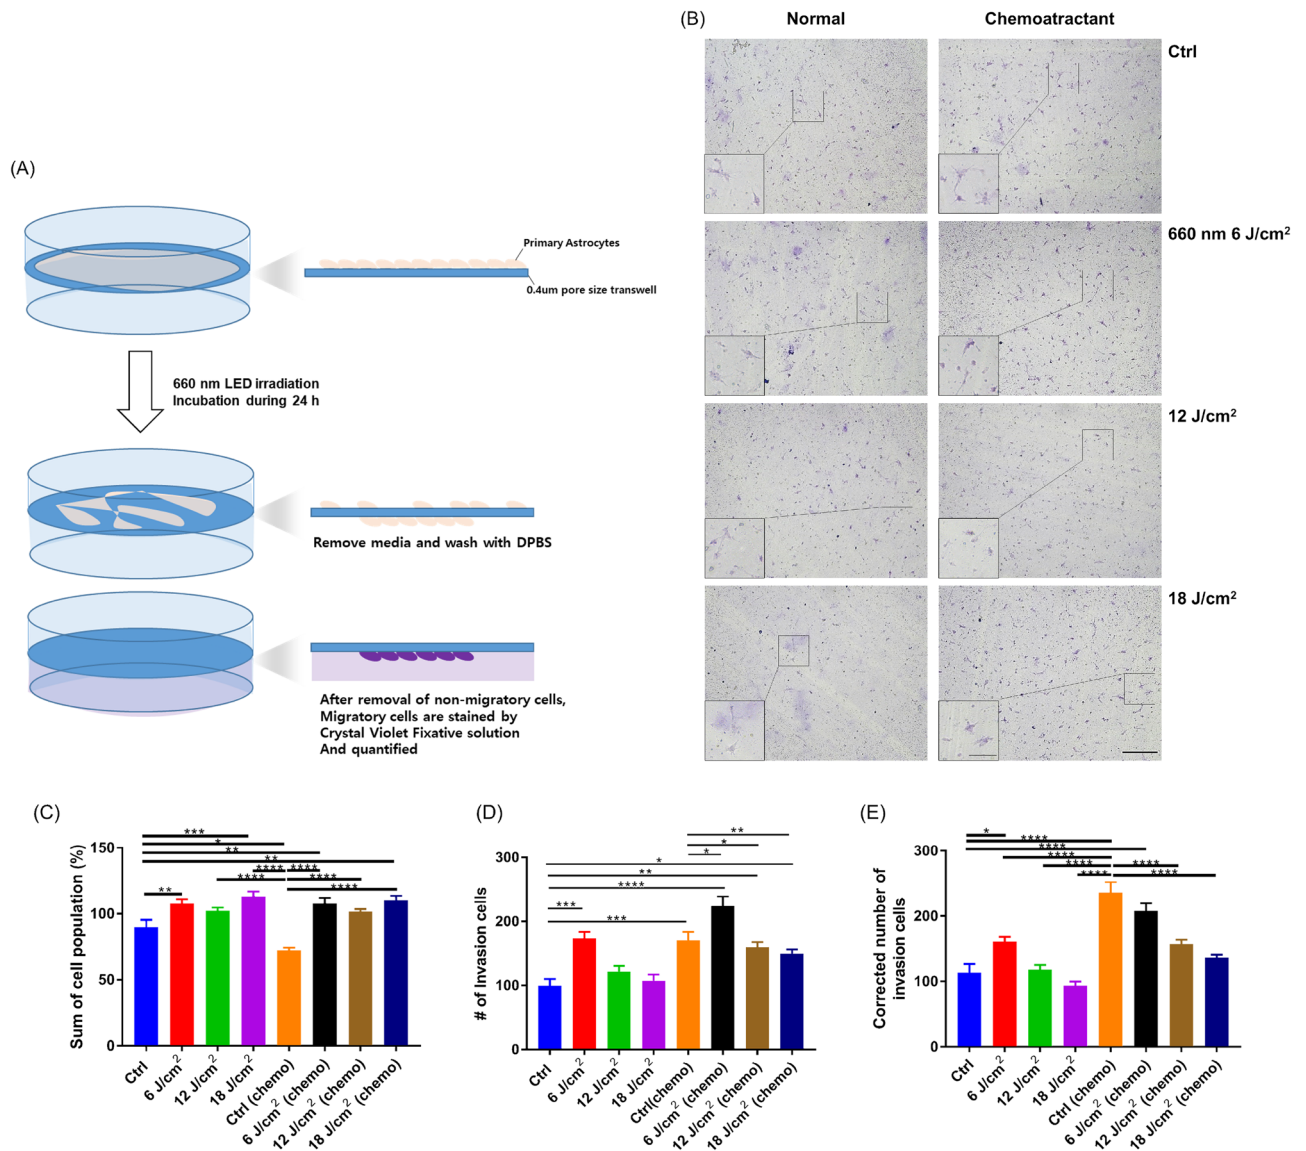 (A)
Primary Astrocytes
0.4um pore size transwell
660 nm LED irradiation
Incubation during 24 h
Remove media and wash with DPBS
After removal of non-migratory cells,
Migratory cells are stained by
Crystal Violet Fixative solution
And quantified
(B)
Normal
Chemoatractant
Ctrl
660 nm 6 J/cm²
12 J/cm²
18 J/cm²
(C)
Sum of cell population (%)
150
100
50
0
***
*
**
**
**** ****
**** ****
** ****
Ctrl
6 J/cm²
12 J/cm²
18 J/cm²
Ctrl (chemo)
6 J/cm² (chemo)
12 J/cm² (chemo)
18 J/cm² (chemo)
(D)
# of Invasion cells
300
200
100
0
**
*
*
*
**
****
***
***
Ctrl
6 J/cm²
12 J/cm²
18 J/cm²
Ctrl(chemo)
6 J/cm² (chemo)
12 J/cm² (chemo)
18 J/cm² (chemo)
(E)
Corrected number of
invasion cells
300
200
100
0
*
****
****
****
**** ****
**** ****
Ctrl
6 J/cm²
12 J/cm²
18 J/cm²
Ctrl (chemo)
6 J/cm² (chemo)
12 J/cm² (chemo)
18 J/cm² (chemo)